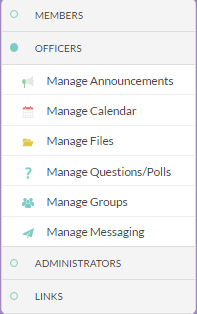 MEMBERS
OFFICERS
Manage Announcements
Manage Calendar
Manage Files
Manage Questions/Polls
Manage Groups
Manage Messaging
ADMINISTRATORS
LINKS